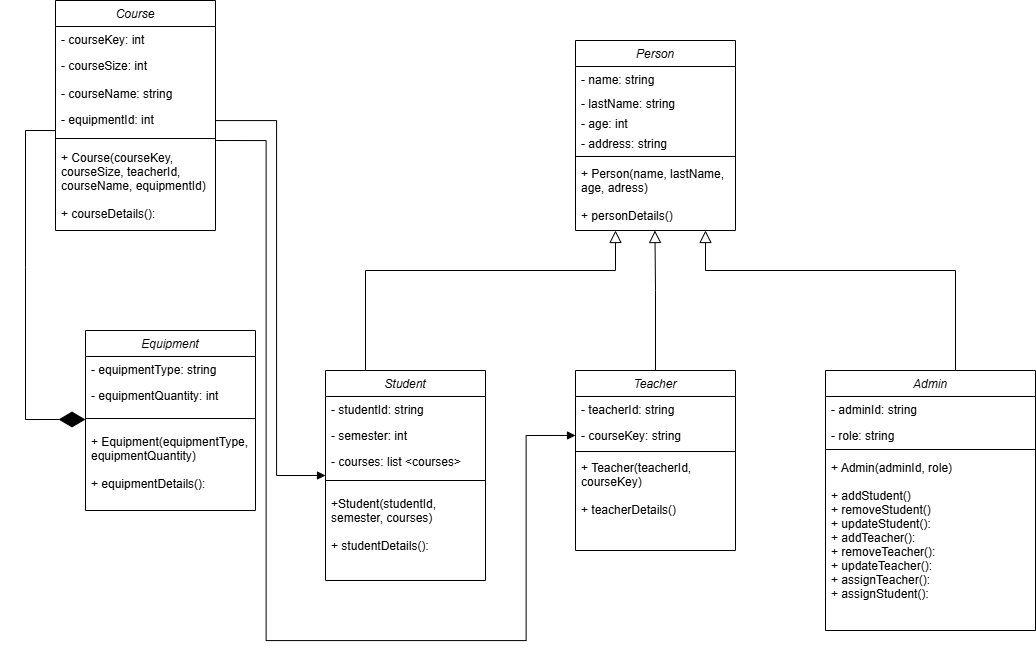 Course
- courseKey: int
- courseSize: int
- courseName: string
- equipmentId: int
+ Course(courseKey,
courseSize, teacherId,
courseName, equipmentId)
+ courseDetails():
Person
- name: string
- lastName: string
- age: int
- address: string
+ Person(name, lastName,
age, adress)
+ personDetails()
Equipment
- equipmentType: string
- equipmentQuantity: int
+ Equipment(equipmentType,
equipmentQuantity)
+ equipmentDetails():
Student
- studentId: string
- semester: int
- courses: list <courses>
+Student(studentId,
semester, courses)
+ studentDetails():
Teacher
- teacherId: string
- courseKey: string
+ Teacher(teacherId,
courseKey)
+ teacherDetails()
Admin
- adminId: string
- role: string
+ Admin(adminId, role)
+ addStudent()
+ removeStudent()
+ updateStudent():
+ addTeacher():
+ removeTeacher():
+ updateTeacher():
+ assignTeacher():
+ assignStudent():